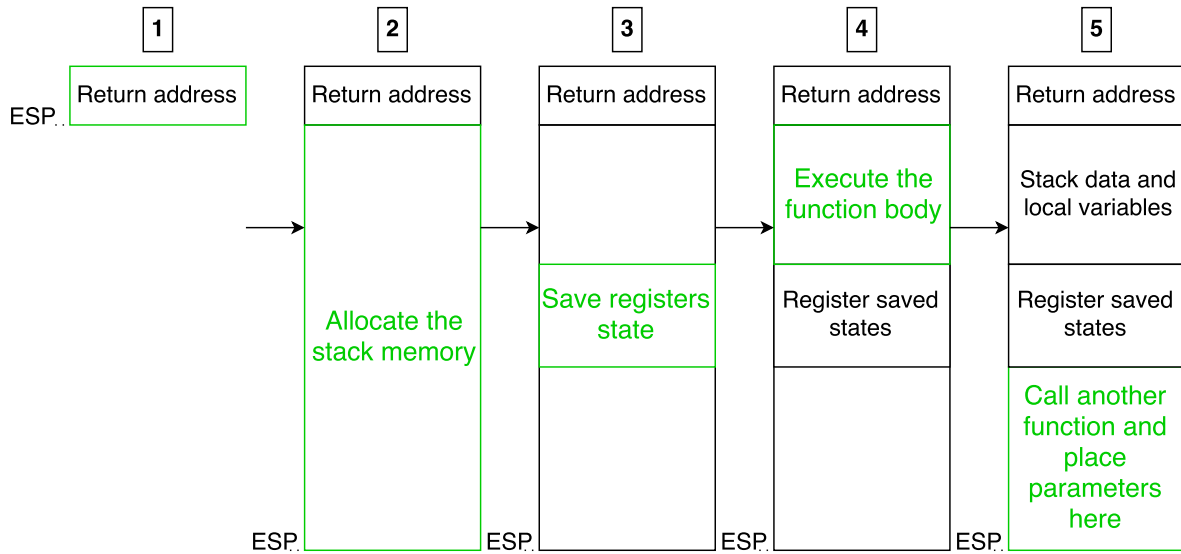 1
2
3
4
5
Return address
Return address
Return address
Return address
Return address
ESP..
Allocate the
stack memory
ESP..
Save registers
state
ESP..
Execute the
function body
Register saved
states
ESP..
Stack data and
local variables
Register saved
states
Call another
function and
place
parameters
here
ESP..